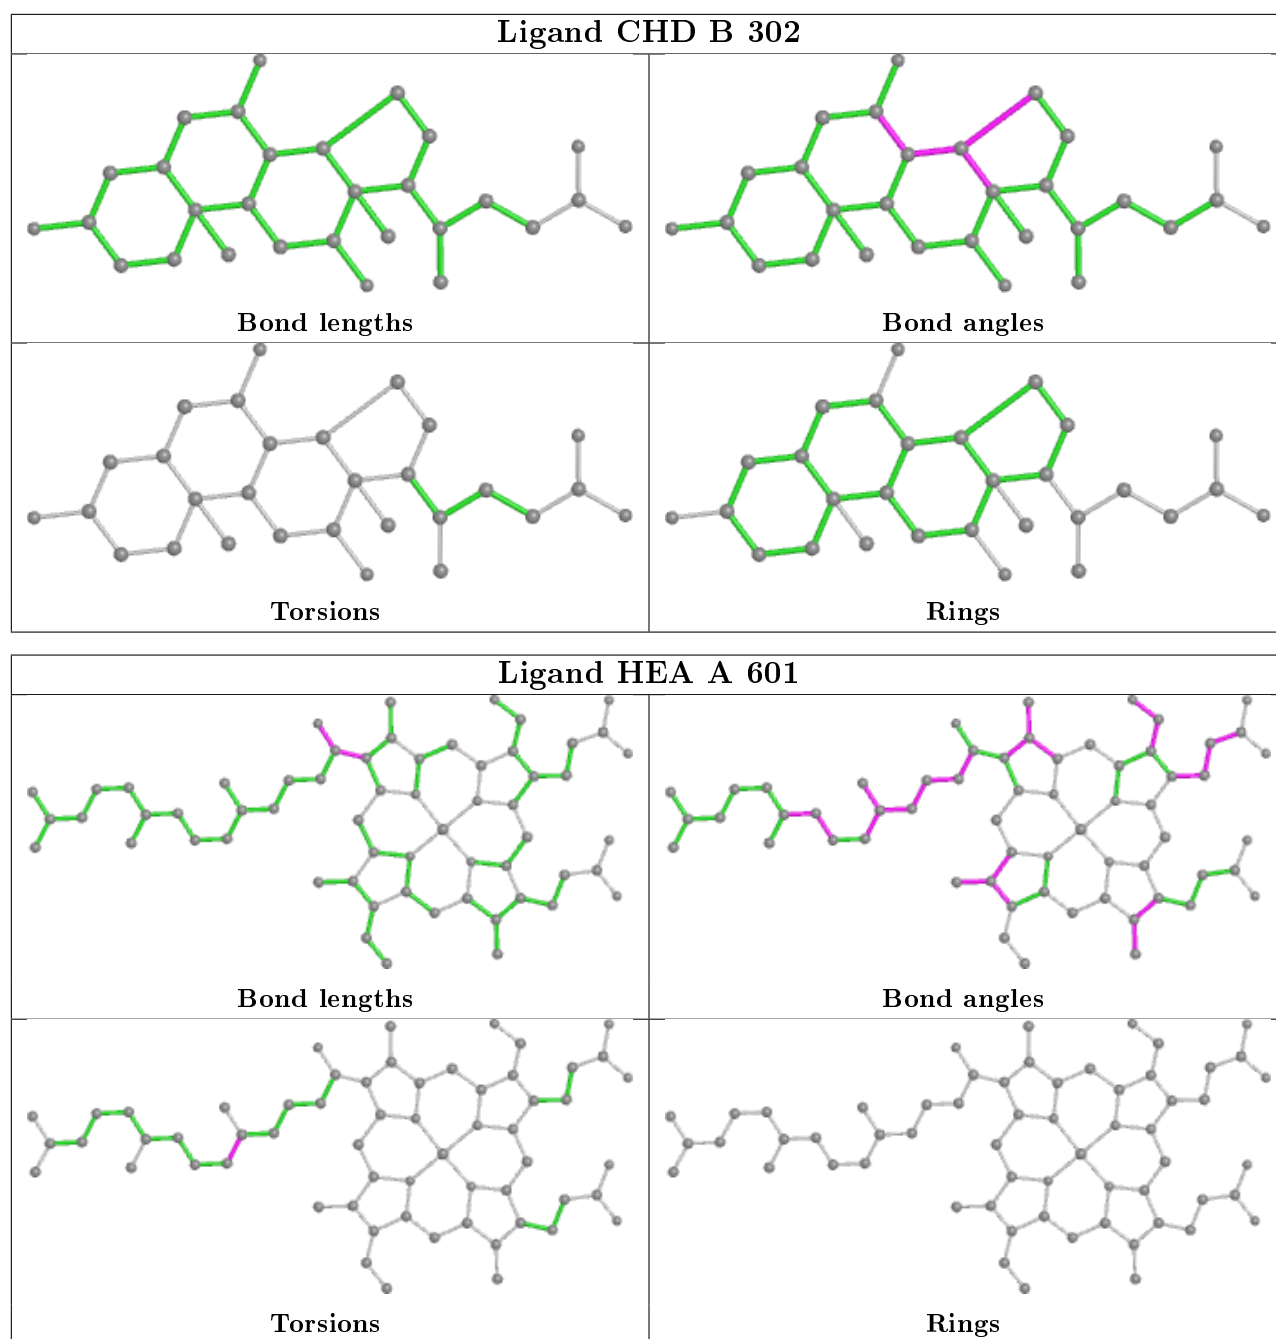 Ligand CHD B 302
Bond lengths
Bond angles
Torsions
Rings
Ligand HEA A 601
Bond lengths
Bond angles
Torsions
Rings